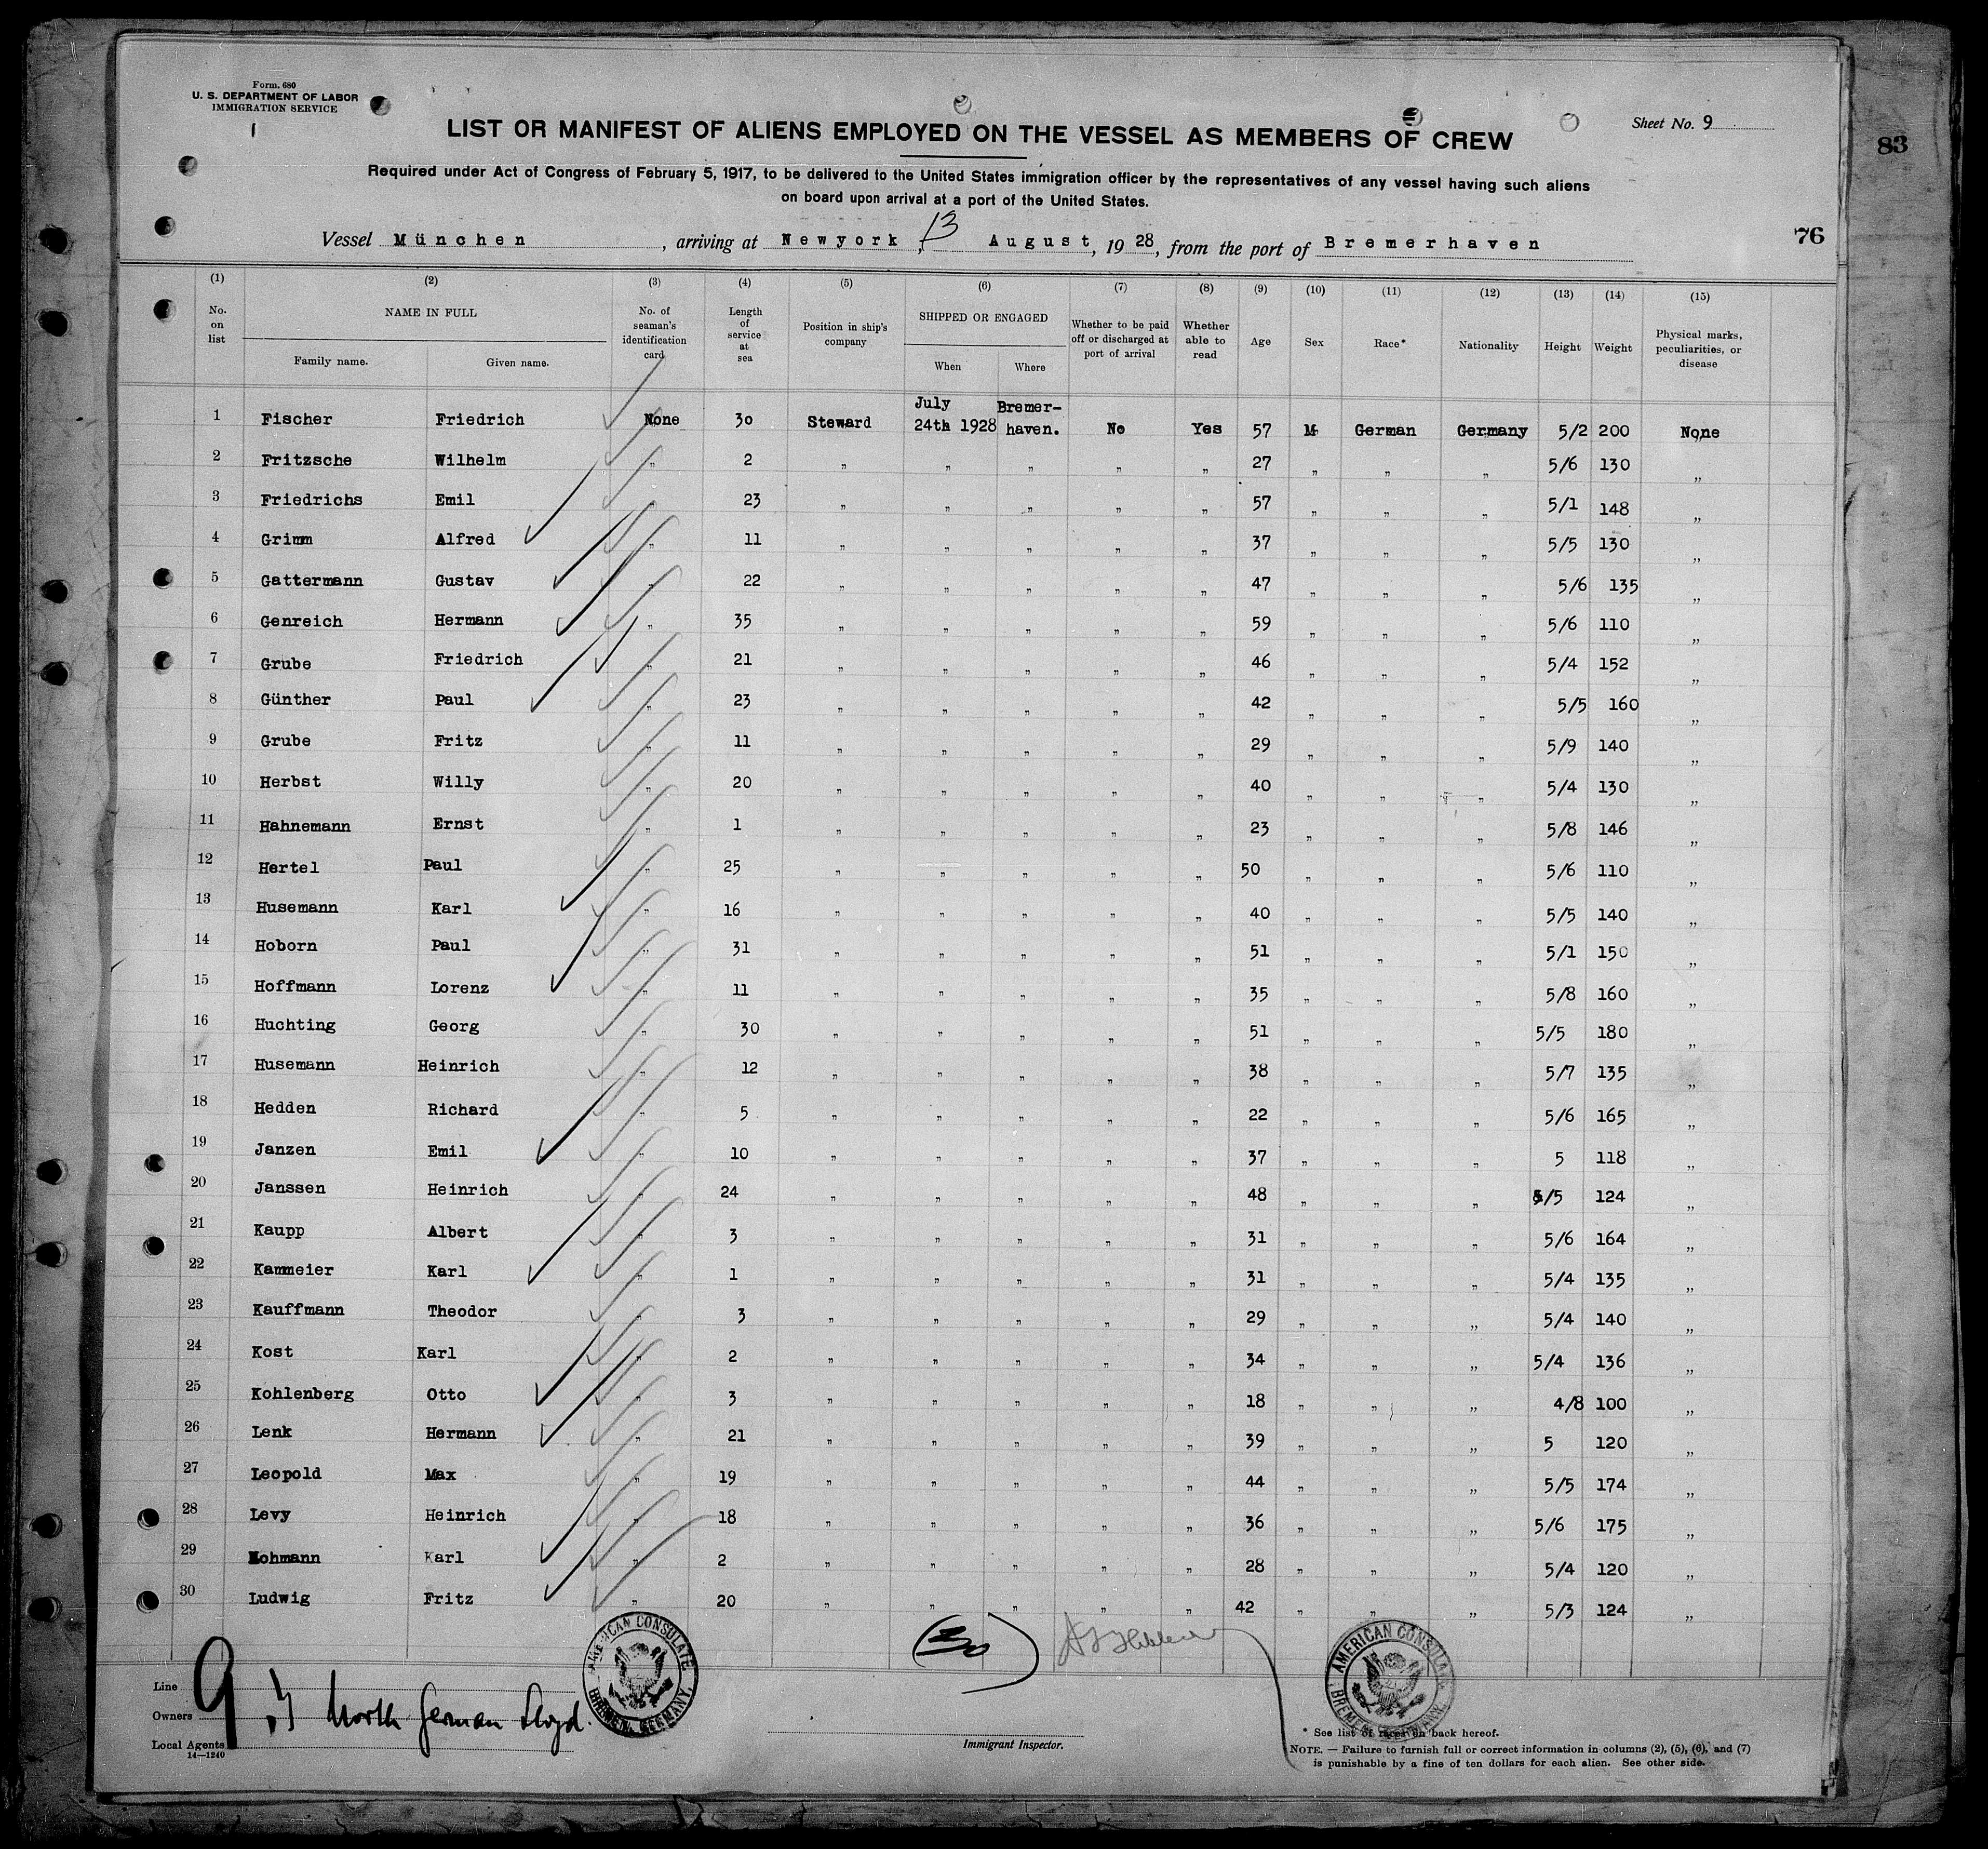 Form. 680
U. S. DEPARTMENT OF LABOR
IMMIGRATION SERVICE
LIST OR MANIFEST OF ALIENS EMPLOYED ON THE VESSEL AS MEMBERS OF CREW
Sheet No. 9
83
Required under Act of Congress of February 5, 1917, to be delivered to the United States immigration officer by the representatives of any vessel having such aliens
on board upon arrival at a port of the United States.
Vessel München, arriving at Newyork, 13 August, 1928, from the port of Bremerhaven
76
(1) (2) (3) (4) (5) (6) (7) (8) (9) (10) (11) (12) (13) (14) (15)
No. on list NAME IN FULL Family name. Given name. No. of seaman's identification card Length of service at sea Position in ship's company SHIPPED OR ENGAGED When Where Whether to be paid off or discharged at port of arrival Whether able to read Age Sex Race* Nationality Height Weight Physical marks, peculiarities, or disease
1 Fischer Friedrich None 30 Steward July 24th 1928 Bremer-haven. No Yes 57 M German Germany 5/2 200 None
2 Fritzsche Wilhelm " 2 " " " " " 27 " " " 5/6 130 "
3 Friedrichs Emil " 23 " " " " " 57 " " " 5/1 148 "
4 Grimm Alfred " 11 " " " " " 37 " " " 5/5 130 "
5 Gattermann Gustav " 22 " " " " " 47 " " " 5/6 135 "
6 Genreich Hermann " 35 " " " " " 59 " " " 5/6 110 "
7 Grube Friedrich " 21 " " " " " 46 " " " 5/4 152 "
8 Günther Paul " 23 " " " " " 42 " " " 5/5 160 "
9 Grube Fritz " 11 " " " " " 29 " " " 5/9 140 "
10 Herbst Willy " 20 " " " " " 40 " " " 5/4 130 "
11 Hahnemann Ernst " 1 " " " " " 23 " " " 5/8 146 "
12 Hertel Paul " 25 " " " " " 50 " " " 5/6 110 "
13 Husemann Karl " 16 " " " " " 40 " " " 5/5 140 "
14 Hoborn Paul " 31 " " " " " 51 " " " 5/1 150 "
15 Hoffmann Lorenz " 11 " " " " " 35 " " " 5/8 160 "
16 Huchting Georg " 30 " " " " " 51 " " " 5/5 180 "
17 Husemann Heinrich " 12 " " " " " 38 " " " 5/7 135 "
18 Hedden Richard " 5 " " " " " 22 " " " 5/6 165 "
19 Janzen Emil " 10 " " " " " 37 " " " 5 118 "
20 Janssen Heinrich " 24 " " " " " 48 " " " 5/5 124 "
21 Kaupp Albert " 3 " " " " " 31 " " " 5/6 164 "
22 Kammeier Karl " 1 " " " " " 31 " " " 5/4 135 "
23 Kauffmann Theodor " 3 " " " " " 29 " " " 5/4 140 "
24 Kost Karl " 2 " " " " " 34 " " " 5/4 136 "
25 Kohlenberg Otto " 3 " " " " " 18 " " " 4/8 100 "
26 Lenk Hermann " 21 " " " " " 39 " " " 5 120 "
27 Leopold Max " 19 " " " " " 44 " " " 5/5 174 "
28 Levy Heinrich " 18 " " " " " 36 " " " 5/6 175 "
29 Lohmann Karl " 2 " " " " " 28 " " " 5/4 120 "
30 Ludwig Fritz " 20 " " " " " 42 " " " 5/3 124 "
(30)
AMERICAN CONSULATE
BREMEN, GERMANY.
AMERICAN CONSULATE
BREMEN, GERMANY.
Line
Owners
9 North German Lloyd.
Local Agents
14—1240
Immigrant Inspector.
* See list of races on back hereof.
NOTE. — Failure to furnish full or correct information in columns (2), (5), (6), and (7)
is punishable by a fine of ten dollars for each alien. See other side.